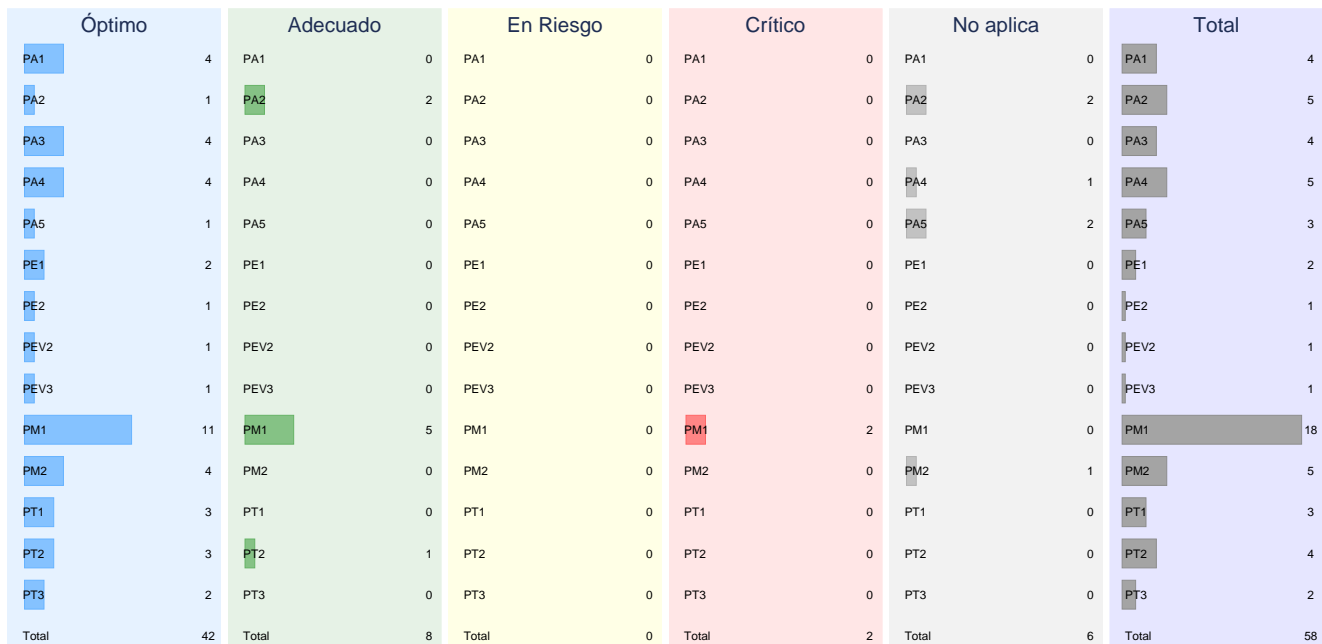 Óptimo Adecuado En Riesgo Crítico No aplica Total
PA1 4 PA1 0 PA1 0 PA1 0 PA1 0 PA1 4
PA2 1 PA2 2 PA2 0 PA2 0 PA2 2 PA2 5
PA3 4 PA3 0 PA3 0 PA3 0 PA3 0 PA3 4
PA4 4 PA4 0 PA4 0 PA4 0 PA4 1 PA4 5
PA5 1 PA5 0 PA5 0 PA5 0 PA5 2 PA5 3
PE1 2 PE1 0 PE1 0 PE1 0 PE1 0 PE1 2
PE2 1 PE2 0 PE2 0 PE2 0 PE2 0 PE2 1
PEV2 1 PEV2 0 PEV2 0 PEV2 0 PEV2 0 PEV2 1
PEV3 1 PEV3 0 PEV3 0 PEV3 0 PEV3 0 PEV3 1
PM1 11 PM1 5 PM1 0 PM1 2 PM1 0 PM1 18
PM2 4 PM2 0 PM2 0 PM2 0 PM2 1 PM2 5
PT1 3 PT1 0 PT1 0 PT1 0 PT1 0 PT1 3
PT2 3 PT2 1 PT2 0 PT2 0 PT2 0 PT2 4
PT3 2 PT3 0 PT3 0 PT3 0 PT3 0 PT3 2
Total 42 Total 8 Total 0 Total 2 Total 6 Total 58